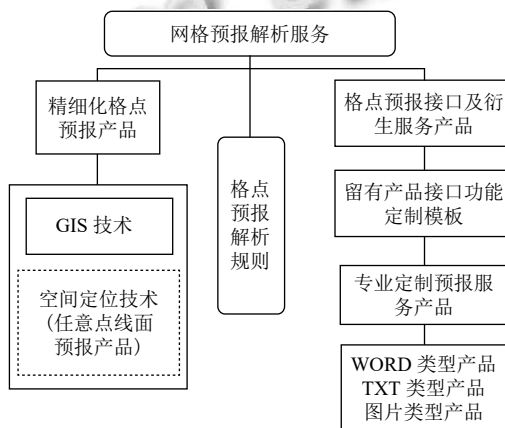 网格预报解析服务
精细化格点
预报产品
GIS 技术
空间定位技术
(任意点线面
预报产品)
格点
预报
解析
规则
格点预报接口及衍
生服务产品
留有产品接口功能
定制模板
专业定制预报服
务产品
WORD 类型产品
TXT 类型产品
图片类型产品